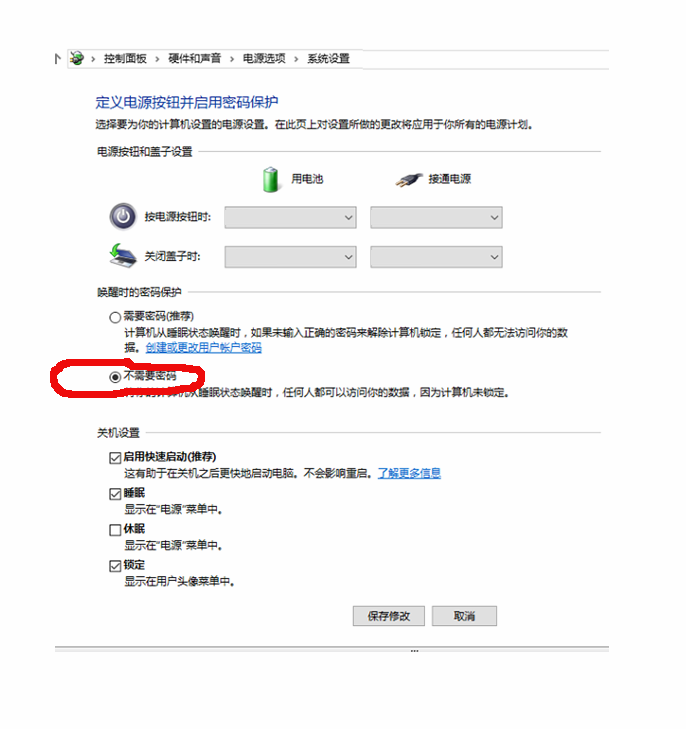 控制面板 › 硬件和声音 › 电源选项 › 系统设置
定义电源按钮并启用密码保护
选择要为你的计算机设置的电源设置。在此页上对设置所做的更改将应用于你所有的电源计划。
电源按钮和盖子设置
用电池 接通电源
按电源按钮时:
关闭盖子时:
唤醒时的密码保护
需要密码(推荐)
计算机从睡眠状态唤醒时，如果未输入正确的密码来解除计算机锁定，任何人都无法访问你的数
据。创建或更改用户帐户密码
不需要密码
你的计算机从睡眠状态唤醒时，任何人都可以访问你的数据，因为计算机未锁定。
关机设置
启用快速启动(推荐)
这有助于在关机之后更快地启动电脑。不会影响重启。了解更多信息
睡眠
显示在"电源"菜单中。
休眠
显示在"电源"菜单中。
锁定
显示在用户头像菜单中。
保存修改 取消